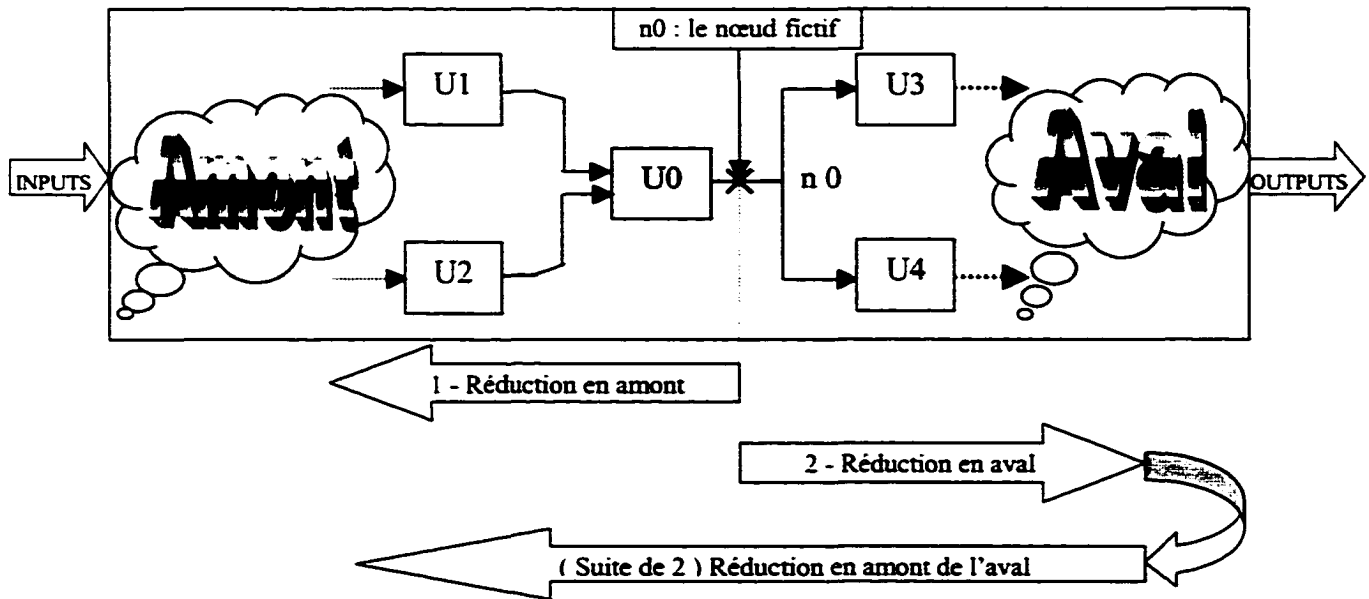 n0 : le nœud fictif
U1
U3
INPUTS
Amont
U0
n 0
Aval
OUTPUTS
U2
U4
1 - Réduction en amont
2 - Réduction en aval
( Suite de 2 ) Réduction en amont de l'aval